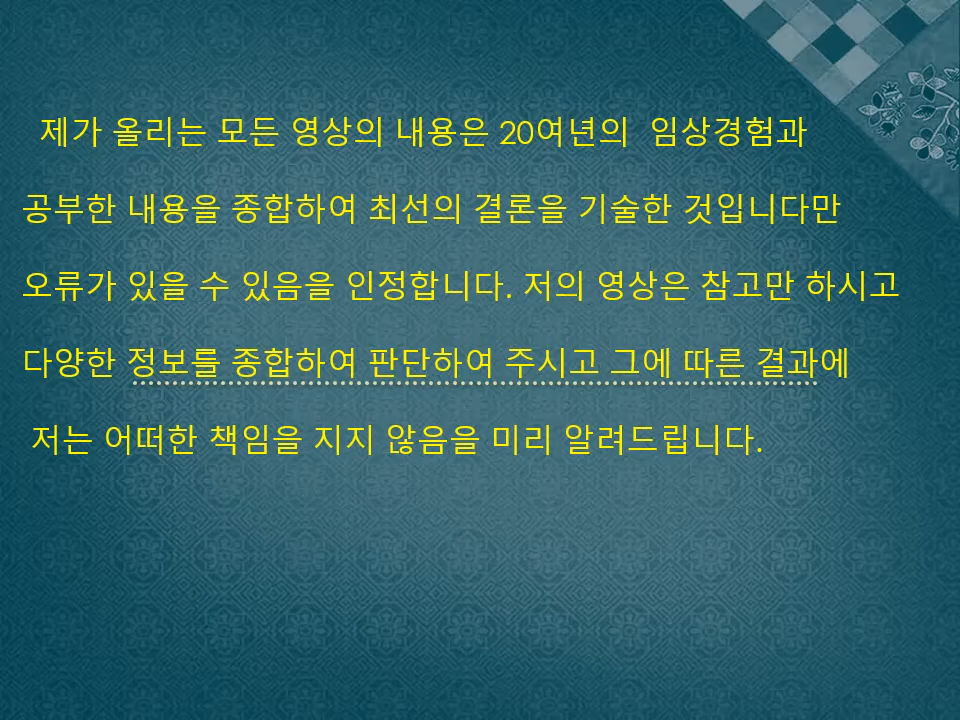 제가 올리는 모든 영상의 내용은 20여년의 임상경험과
공부한 내용을 종합하여 최선의 결론을 기술한 것입니다만
오류가 있을 수 있음을 인정합니다. 저의 영상은 참고만 하시고
다양한 정보를 종합하여 판단하여 주시고 그에 따른 결과에
저는 어떠한 책임을 지지 않음을 미리 알려드립니다.